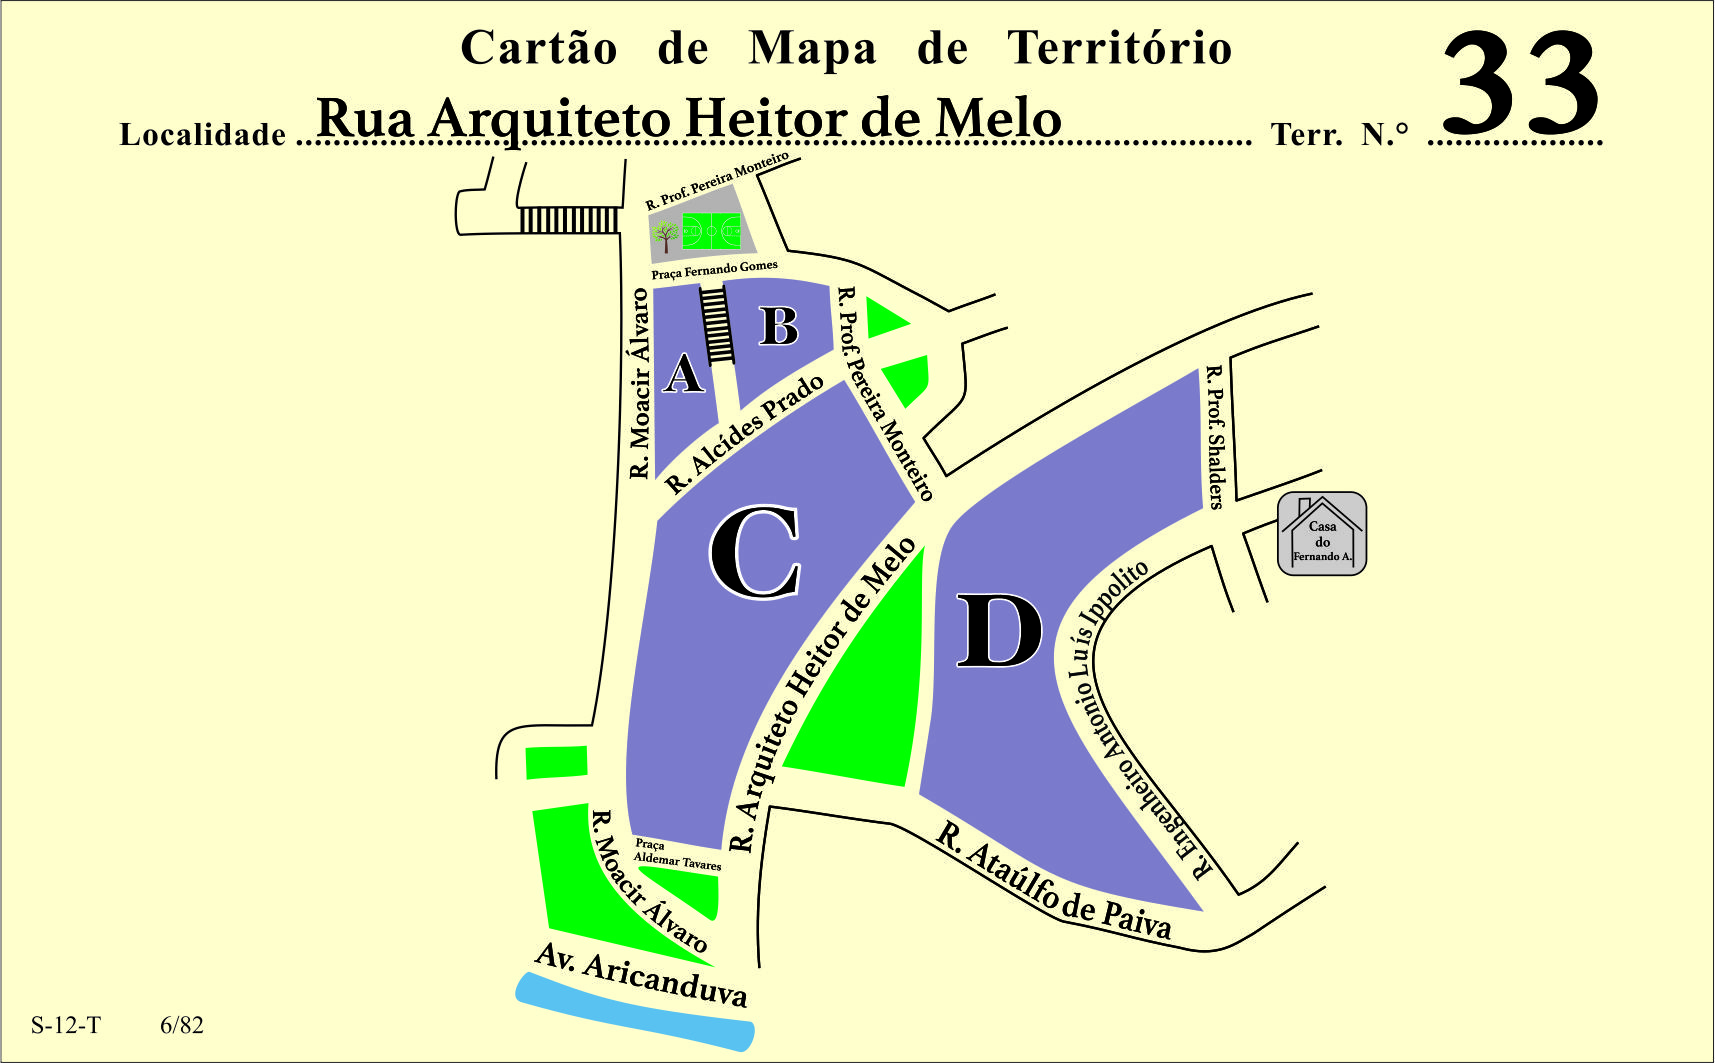 Cartão de Mapa de Território
Localidade Rua Arquiteto Heitor de Melo Terr. N.° 33
R. Prof. Pereira Monteiro
Praça Fernando Gomes
R. Moacir Álvaro
A
B
R. Prof. Pereira Monteiro
R. Alcídes Prado
C
R. Prof. Shalders
Casa
do
Fernando A.
R. Arquiteto Heitor de Melo
D
R. Engenheiro Antonio Luís Ippolito
R. Moacir Álvaro
Praça
Aldemar Tavares
R. Ataúlfo de Paiva
Av. Aricanduva
S-12-T 6/82